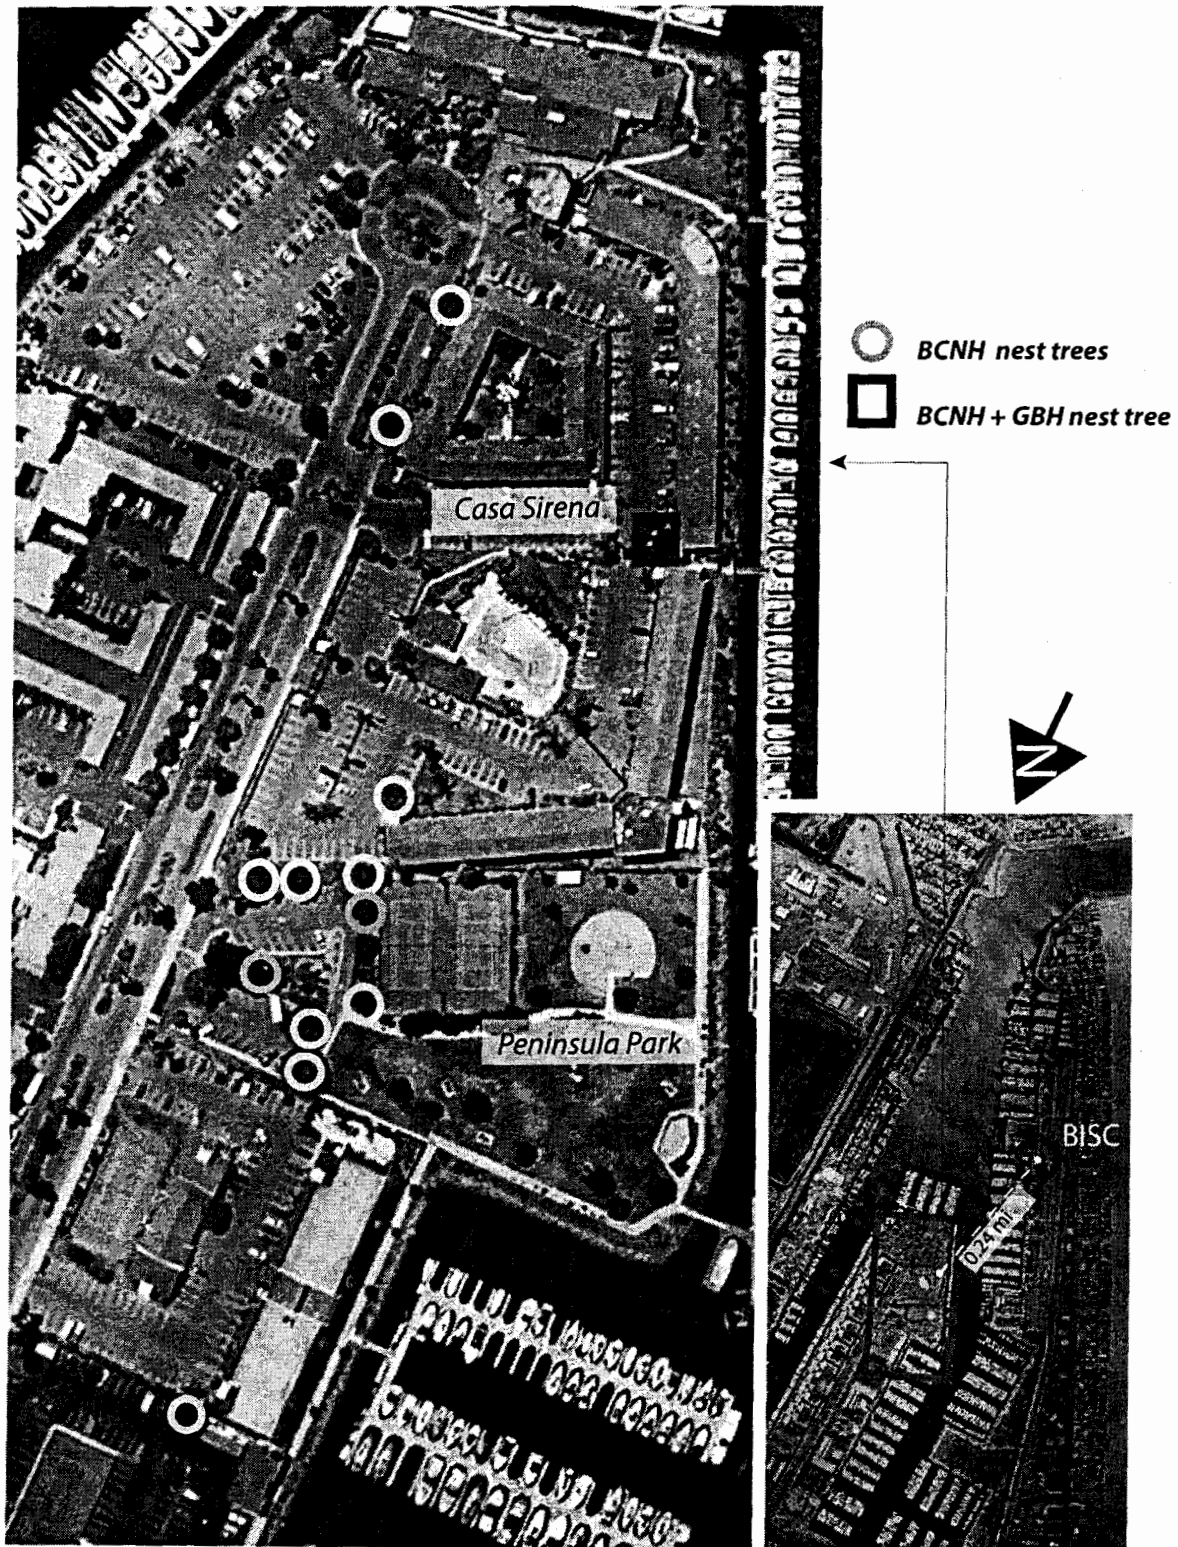 BCNH nest trees
BCNH + GBH nest tree
Casa Sirena
N
Peninsula Park
BISC
0.24 mi.